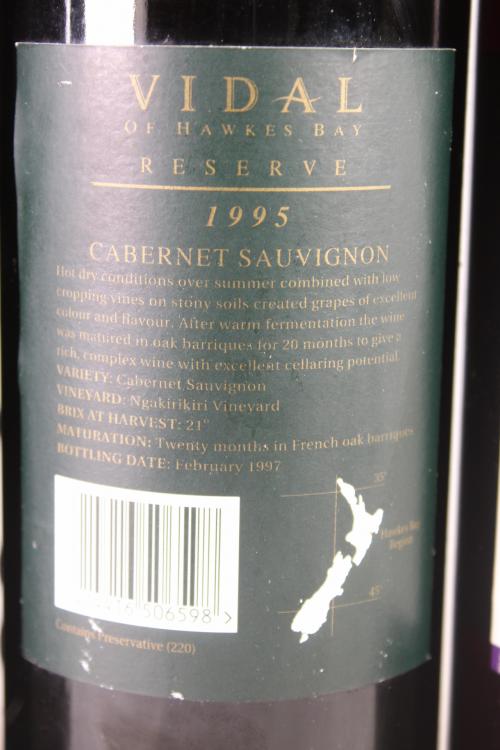 VIDAL
OF HAWKES BAY
RESERVE
1995
CABERNET SAUVIGNON
Hot dry conditions over summer combined with low
cropping vines on stony soils created grapes of excellent
colour and flavour. After warm fermentation the wine
was matured in oak barriques for 20 months to give a
rich, complex wine with excellent cellaring potential.
VARIETY: Cabernet Sauvignon
VINEYARD: Ngakirikiri Vineyard
BRIX AT HARVEST: 21°
MATURATION: Twenty months in French oak barriques
BOTTLING DATE: February 1997
35°
Hawkes Bay
Region
45°
506598 >
Contains Preservative (220)